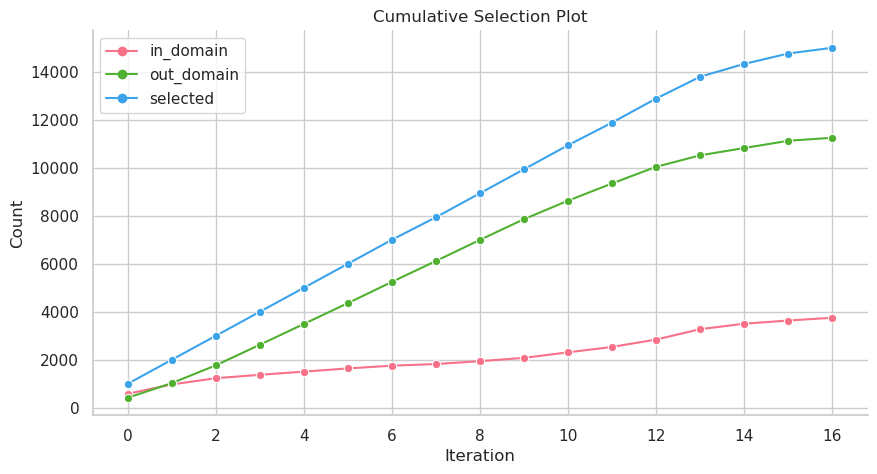 Cumulative Selection Plot
in_domain
out_domain
selected
14000
12000
10000
8000
6000
4000
2000
0
Count
0 2 4 6 8 10 12 14 16
Iteration